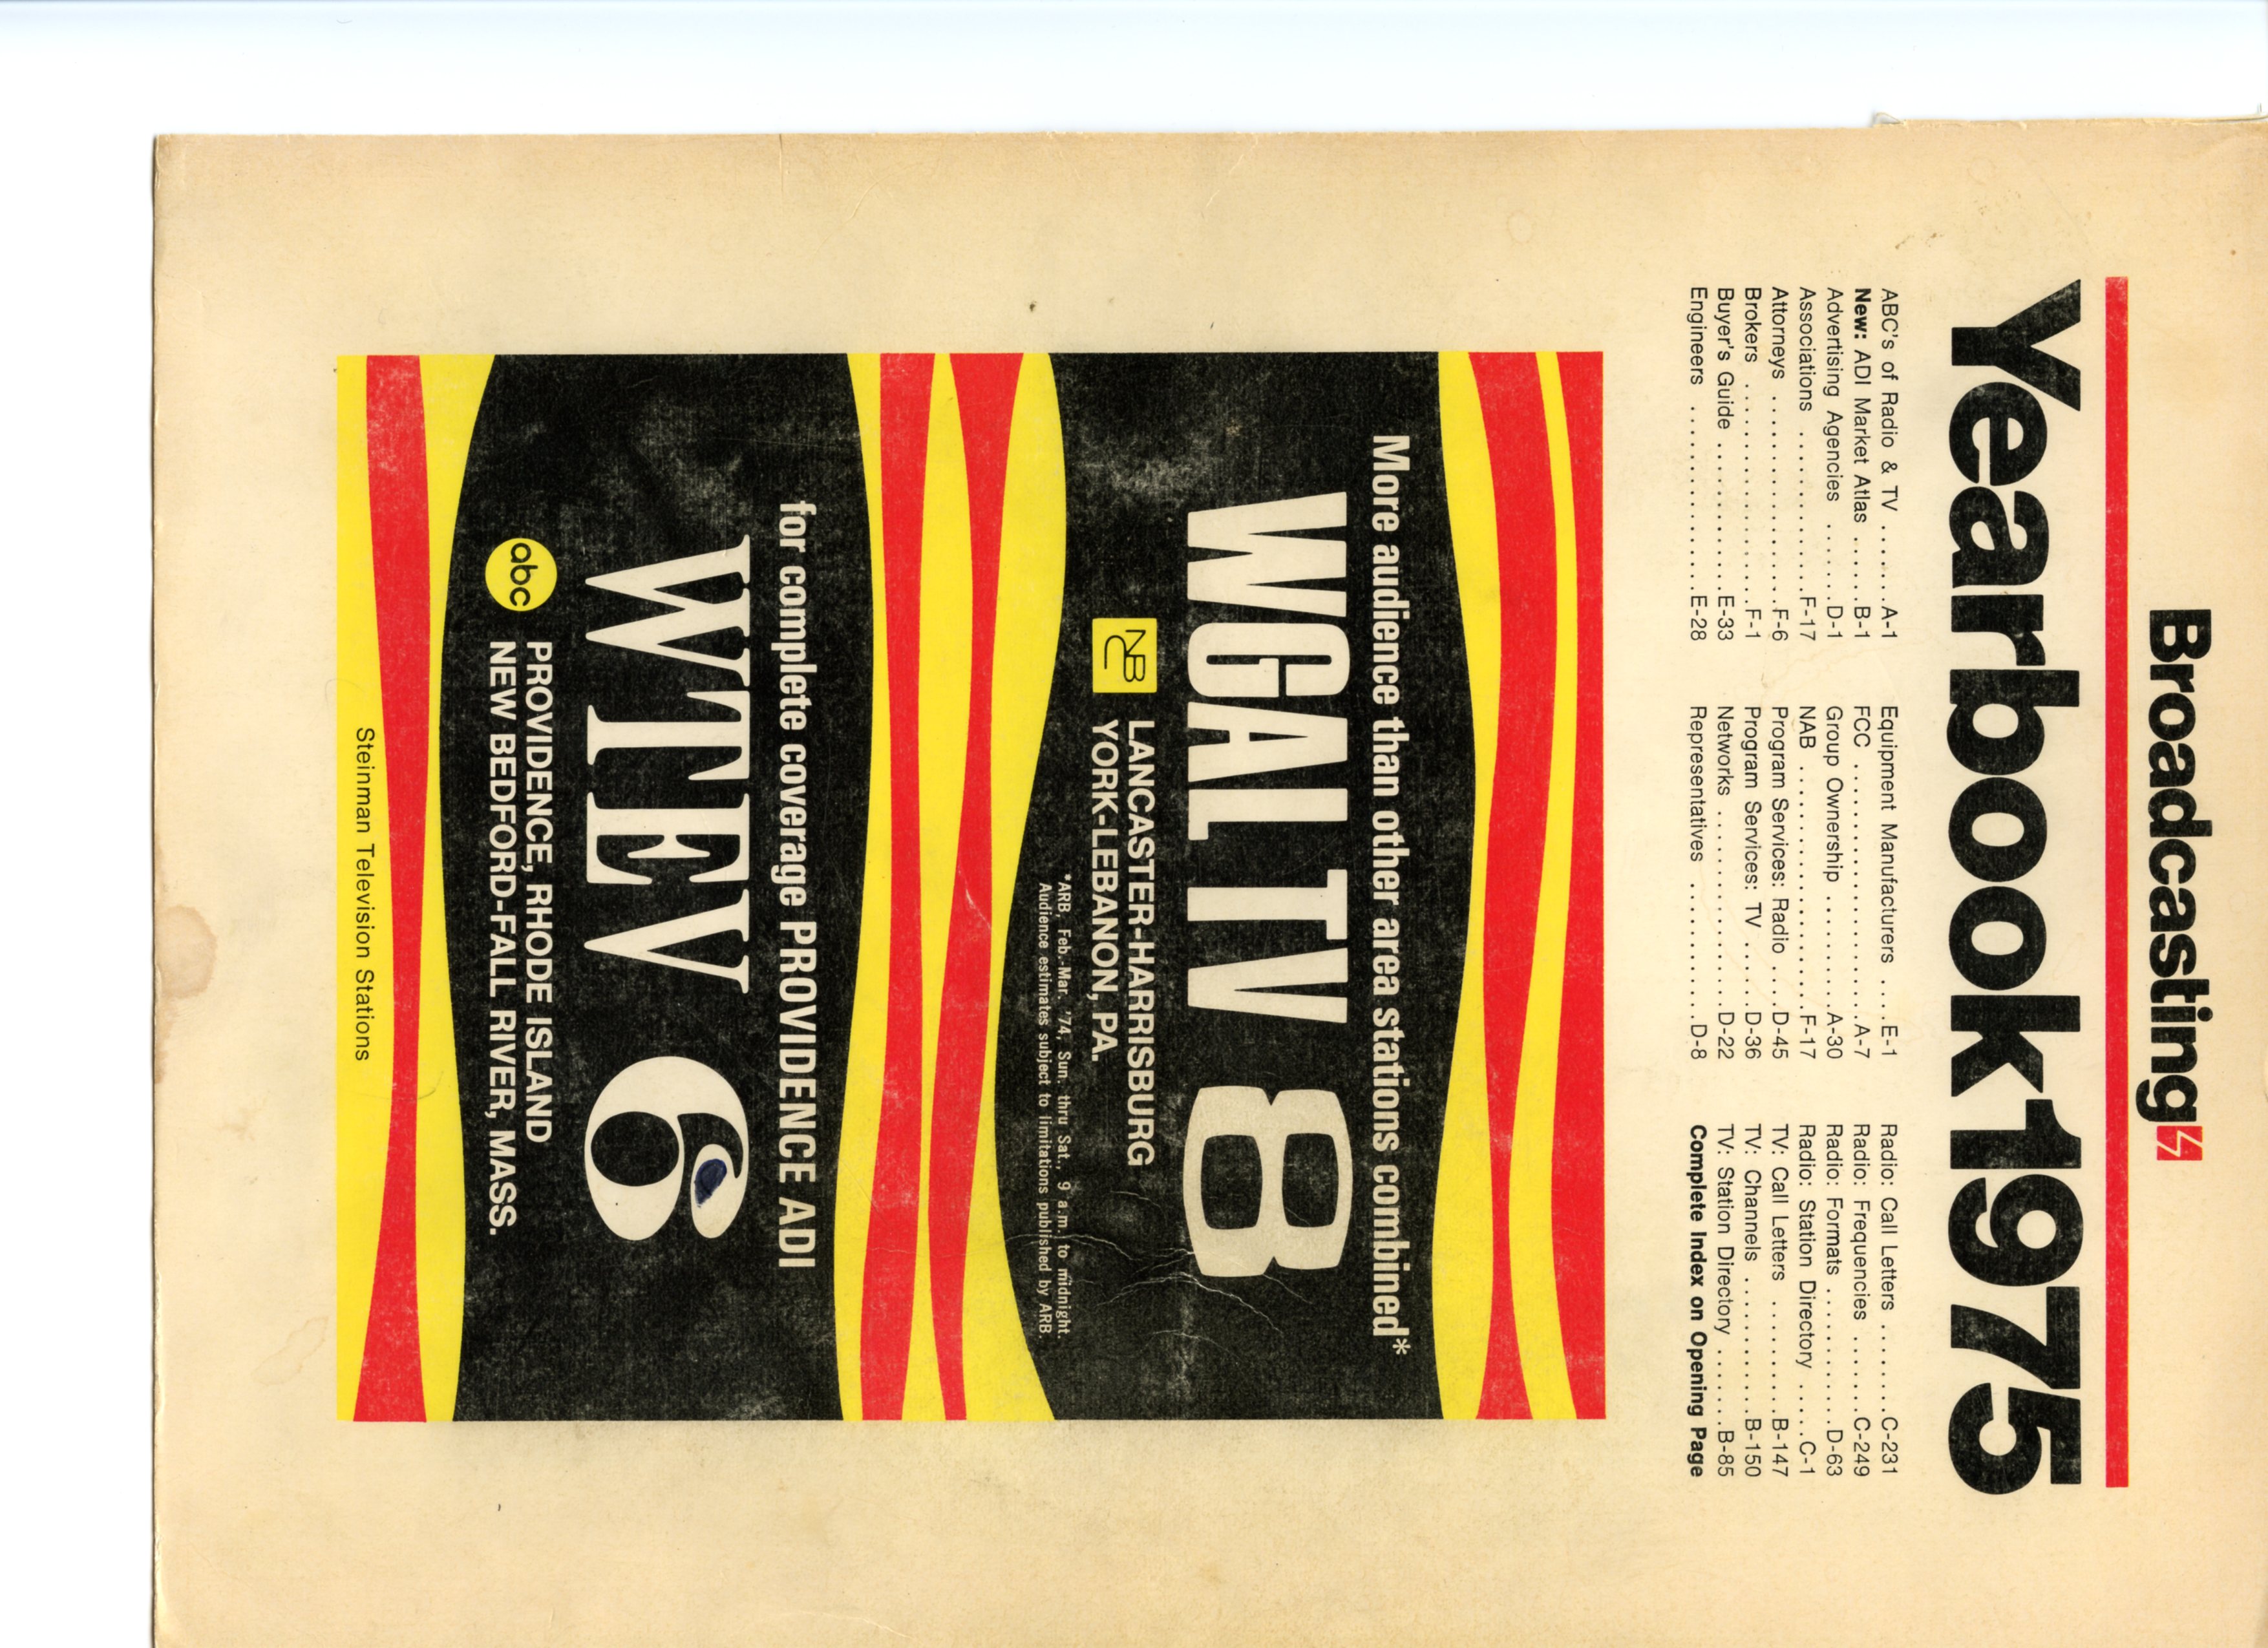 Broadcasting
Yearbook 1975
ABC's of Radio & TV . . . . . . . A-1
New: ADI Market Atlas . . . . . . B-1
Advertising Agencies . . . . . . D-1
Associations . . . . . . . . . . . . F-17
Attorneys . . . . . . . . . . . . . . . F-6
Brokers . . . . . . . . . . . . . . . . . F-1
Buyer's Guide . . . . . . . . . . . E-33
Engineers . . . . . . . . . . . . . . E-28
Equipment Manufacturers . . . . E-1
FCC . . . . . . . . . . . . . . . . . . . A-7
Group Ownership . . . . . . . . . A-30
NAB . . . . . . . . . . . . . . . . . . F-17
Program Services: Radio . . . . D-45
Program Services: TV . . . . . . D-36
Networks . . . . . . . . . . . . . . . D-22
Representatives . . . . . . . . . . . D-8
Radio: Call Letters . . . . . . . . C-231
Radio: Frequencies . . . . . . . C-249
Radio: Formats . . . . . . . . . . . D-63
Radio: Station Directory . . . . . C-1
TV: Call Letters . . . . . . . . . B-147
TV: Channels . . . . . . . . . . . B-150
TV: Station Directory . . . . . . . B-85
Complete Index on Opening Page
More audience than other area stations combined*
WGAL TV 8
NBC
LANCASTER-HARRISBURG
YORK-LEBANON, PA.
*ARB, Feb.-Mar. '74, Sun. thru Sat., 9 a.m. to midnight.
Audience estimates subject to limitations published by ARB.
for complete coverage PROVIDENCE ADI
WTEV 6
abc
PROVIDENCE, RHODE ISLAND
NEW BEDFORD-FALL RIVER, MASS.
Steinman Television Stations